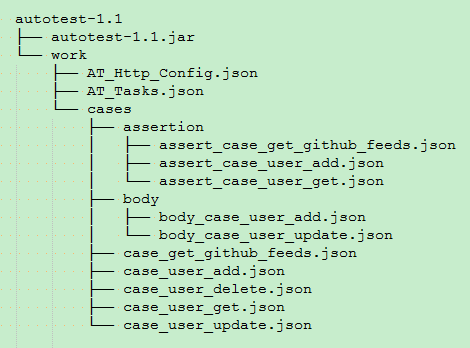 autotest-1.1
├── autotest-1.1.jar
└── work
    ├── AT_Http_Config.json
    ├── AT_Tasks.json
    └── cases
        ├── assertion
        │   ├── assert_case_get_github_feeds.json
        │   ├── assert_case_user_add.json
        │   └── assert_case_user_get.json
        ├── body
        │   ├── body_case_user_add.json
        │   └── body_case_user_update.json
        ├── case_get_github_feeds.json
        ├── case_user_add.json
        ├── case_user_delete.json
        ├── case_user_get.json
        └── case_user_update.json